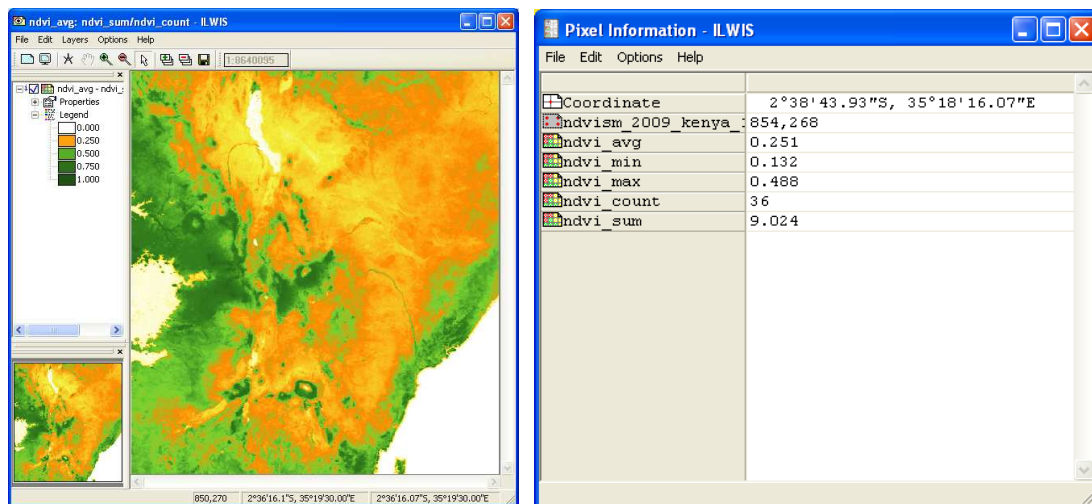 ndvi_avg: ndvi_sum/ndvi_count - ILWIS
File Edit Layers Options Help
1:8640095
ndvi_avg - ndvi_
Properties
Legend
0.000
0.250
0.500
0.750
1.000
850,270 2°36'16.1"S, 35°19'30.00"E 2°36'16.07"S, 35°19'30.00"E
Pixel Information - ILWIS
File Edit Options Help
Coordinate 2°38'43.93"S, 35°18'16.07"E
ndvism_2009_kenya_ 854,268
ndvi_avg 0.251
ndvi_min 0.132
ndvi_max 0.488
ndvi_count 36
ndvi_sum 9.024